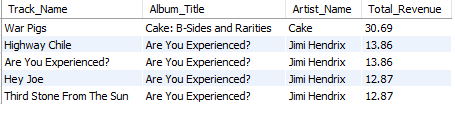 Track_Name Album_Title Artist_Name Total_Revenue
War Pigs Cake: B-Sides and Rarities Cake 30.69
Highway Chile Are You Experienced? Jimi Hendrix 13.86
Are You Experienced? Are You Experienced? Jimi Hendrix 13.86
Hey Joe Are You Experienced? Jimi Hendrix 12.87
Third Stone From The Sun Are You Experienced? Jimi Hendrix 12.87